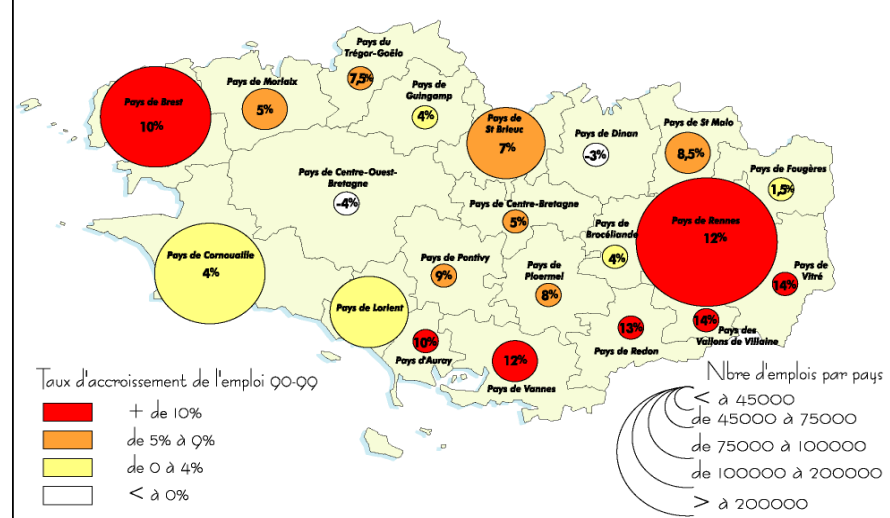 Pays du
Trégor-Goëlo
7,5%
Pays de Morlaix
5%
Pays de
Guingamp
4%
Pays de Brest
10%
Pays de
St Brieuc
7%
Pays de Dinan
-3%
Pays de St Malo
8,5%
Pays de Fougères
1,5%
Pays de Centre-Ouest-
Bretagne
-4%
Pays de Centre-Bretagne
5%
Pays de
Brocéliande
4%
Pays de Rennes
12%
Pays de Cornouaille
4%
Pays de Pontivy
9%
Pays de
Ploermel
8%
Pays de
Vitré
14%
Pays de Lorient
10%
Pays d'Auray
12%
Pays de Vannes
13%
Pays de Redon
14%
Pays des
Vallons de Villaine
Taux d'accroissement de l'emploi 90-99
+ de 10%
de 5% à 9%
de 0 à 4%
< à 0%
Nbre d'emplois par pays
< à 45000
de 45000 à 75000
de 75000 à 100000
de 100000 à 200000
> à 200000